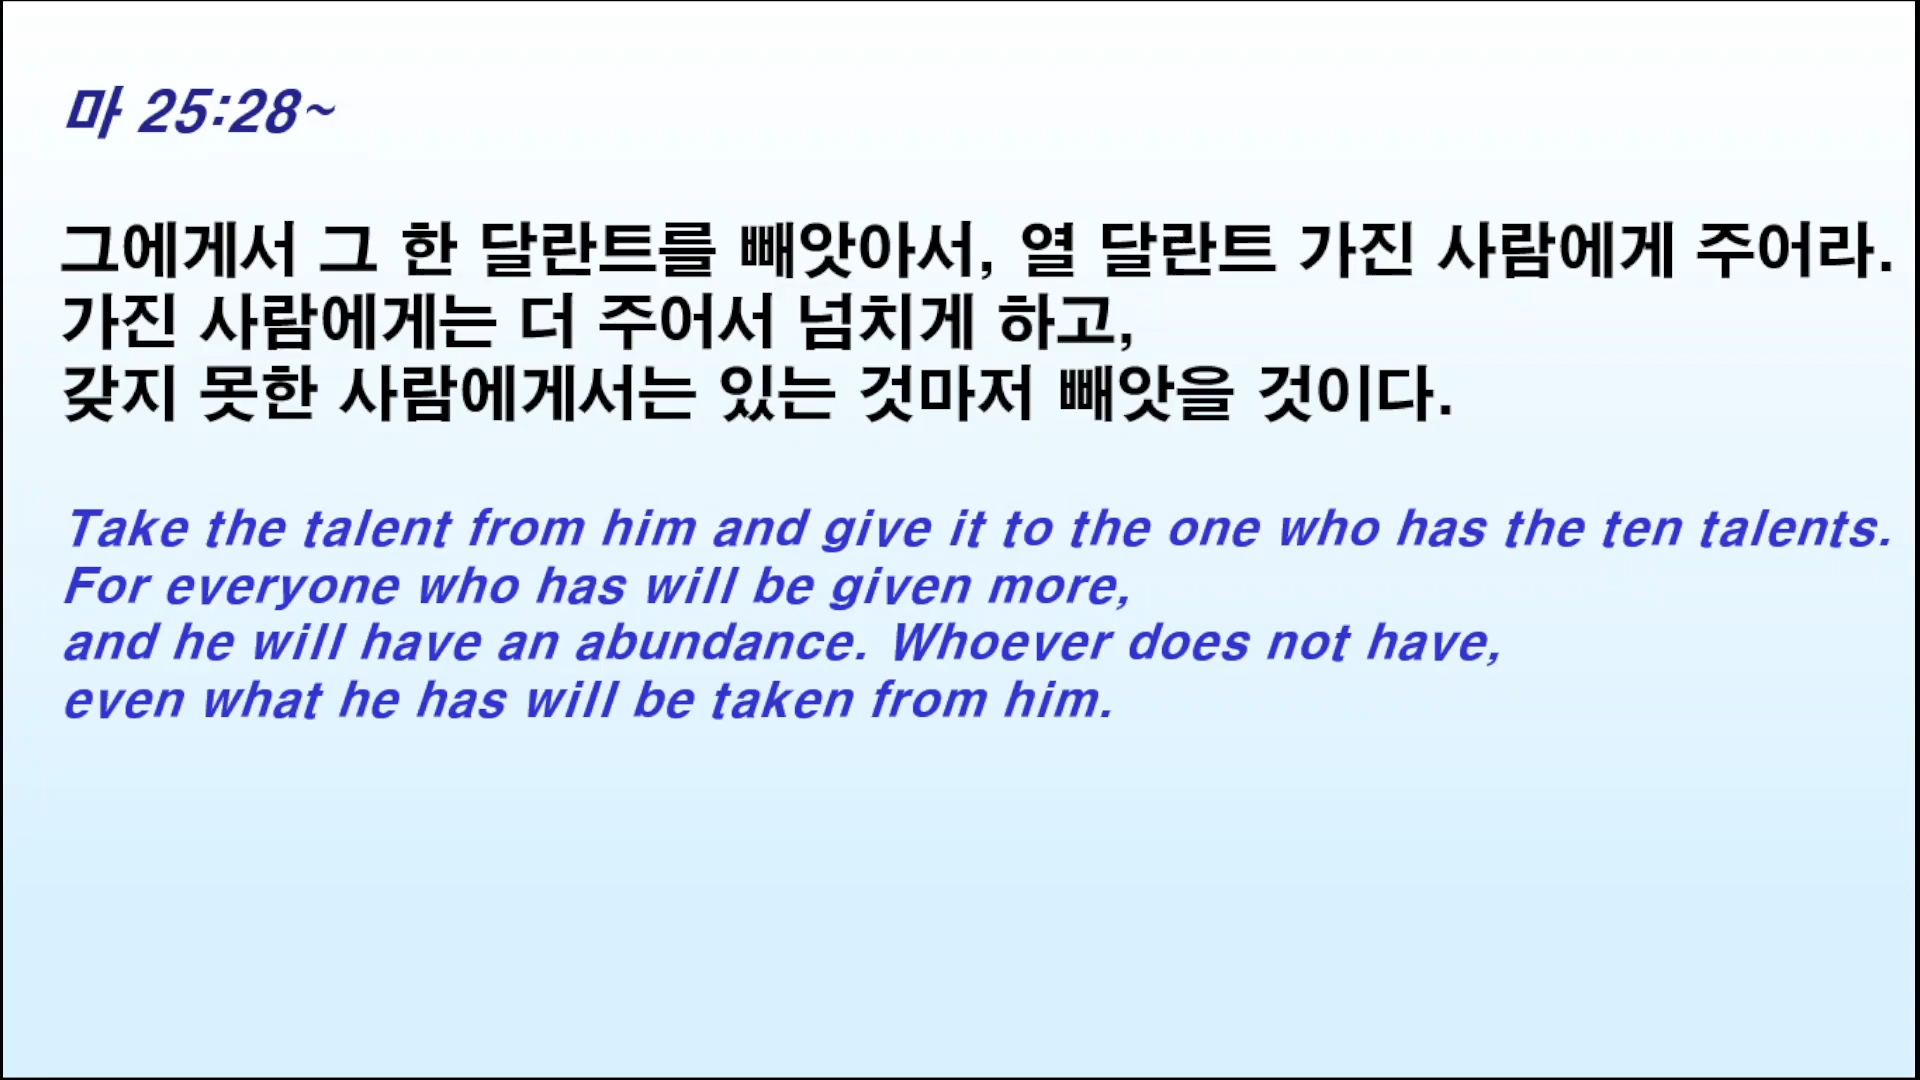 마 25:28~
그에게서 그 한 달란트를 빼앗아서, 열 달란트 가진 사람에게 주어라.
가진 사람에게는 더 주어서 넘치게 하고,
갖지 못한 사람에게서는 있는 것마저 빼앗을 것이다.
Take the talent from him and give it to the one who has the ten talents.
For everyone who has will be given more,
and he will have an abundance. Whoever does not have,
even what he has will be taken from him.